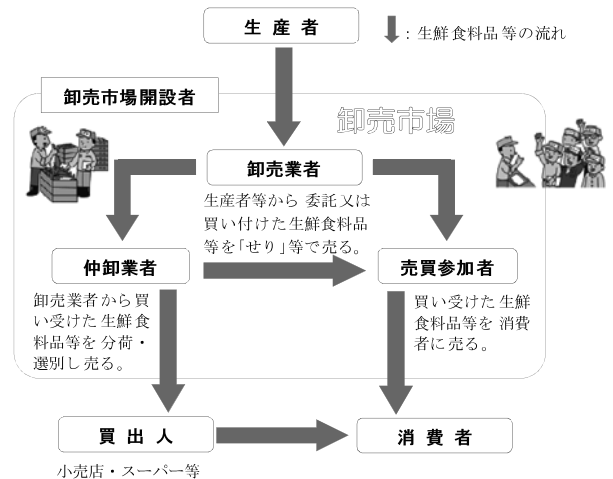 生産者
：生鮮食料品等の流れ
卸売市場開設者
卸売市場
卸売業者
生産者等から委託又は
買い付けた生鮮食料品
等を「せり」等で売る。
仲卸業者
売買参加者
卸売業者から買
い受けた生鮮食
料品等を分荷・
選別し売る。
買い受けた生鮮
食料品等を消費
者に売る。
買出人
消費者
小売店・スーパー等